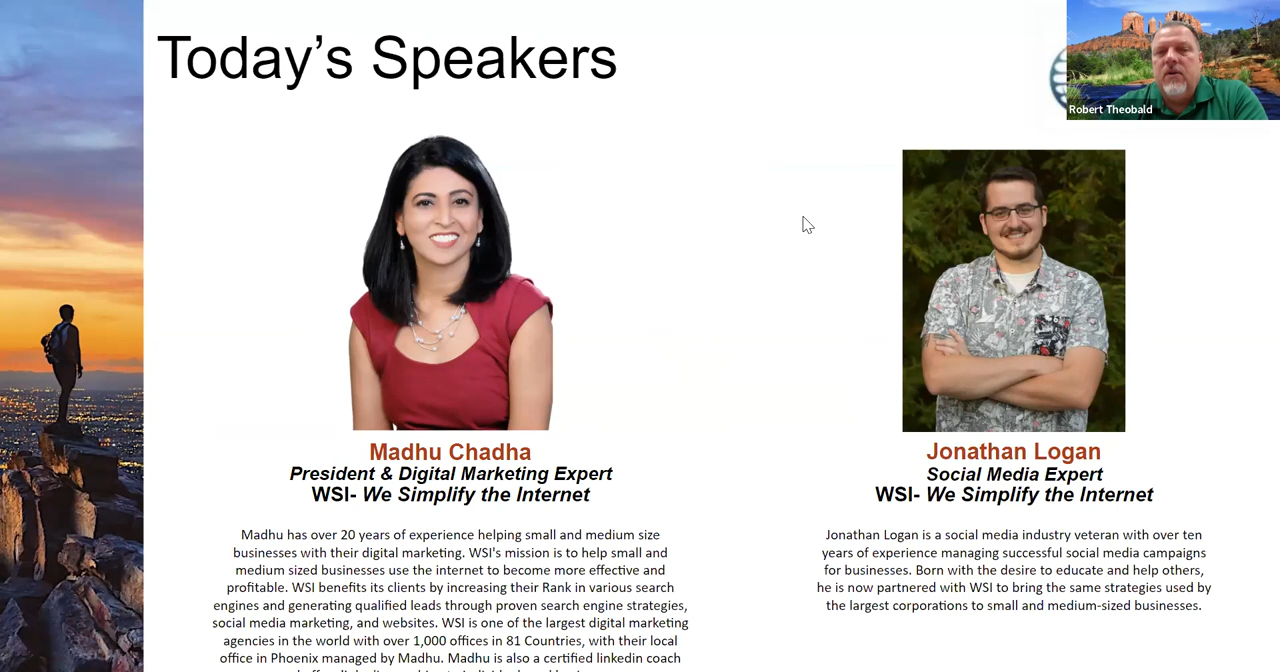 Today’s Speakers
Robert Theobald
Madhu Chadha
President & Digital Marketing Expert
WSI- We Simplify the Internet
Madhu has over 20 years of experience helping small and medium size
businesses with their digital marketing. WSI's mission is to help small and
medium sized businesses use the internet to become more effective and
profitable. WSI benefits its clients by increasing their Rank in various search
engines and generating qualified leads through proven search engine strategies,
social media marketing, and websites. WSI is one of the largest digital marketing
agencies in the world with over 1,000 offices in 81 Countries, with their local
office in Phoenix managed by Madhu. Madhu is also a certified linkedin coach
Jonathan Logan
Social Media Expert
WSI- We Simplify the Internet
Jonathan Logan is a social media industry veteran with over ten
years of experience managing successful social media campaigns
for businesses. Born with the desire to educate and help others,
he is now partnered with WSI to bring the same strategies used by
the largest corporations to small and medium-sized businesses.